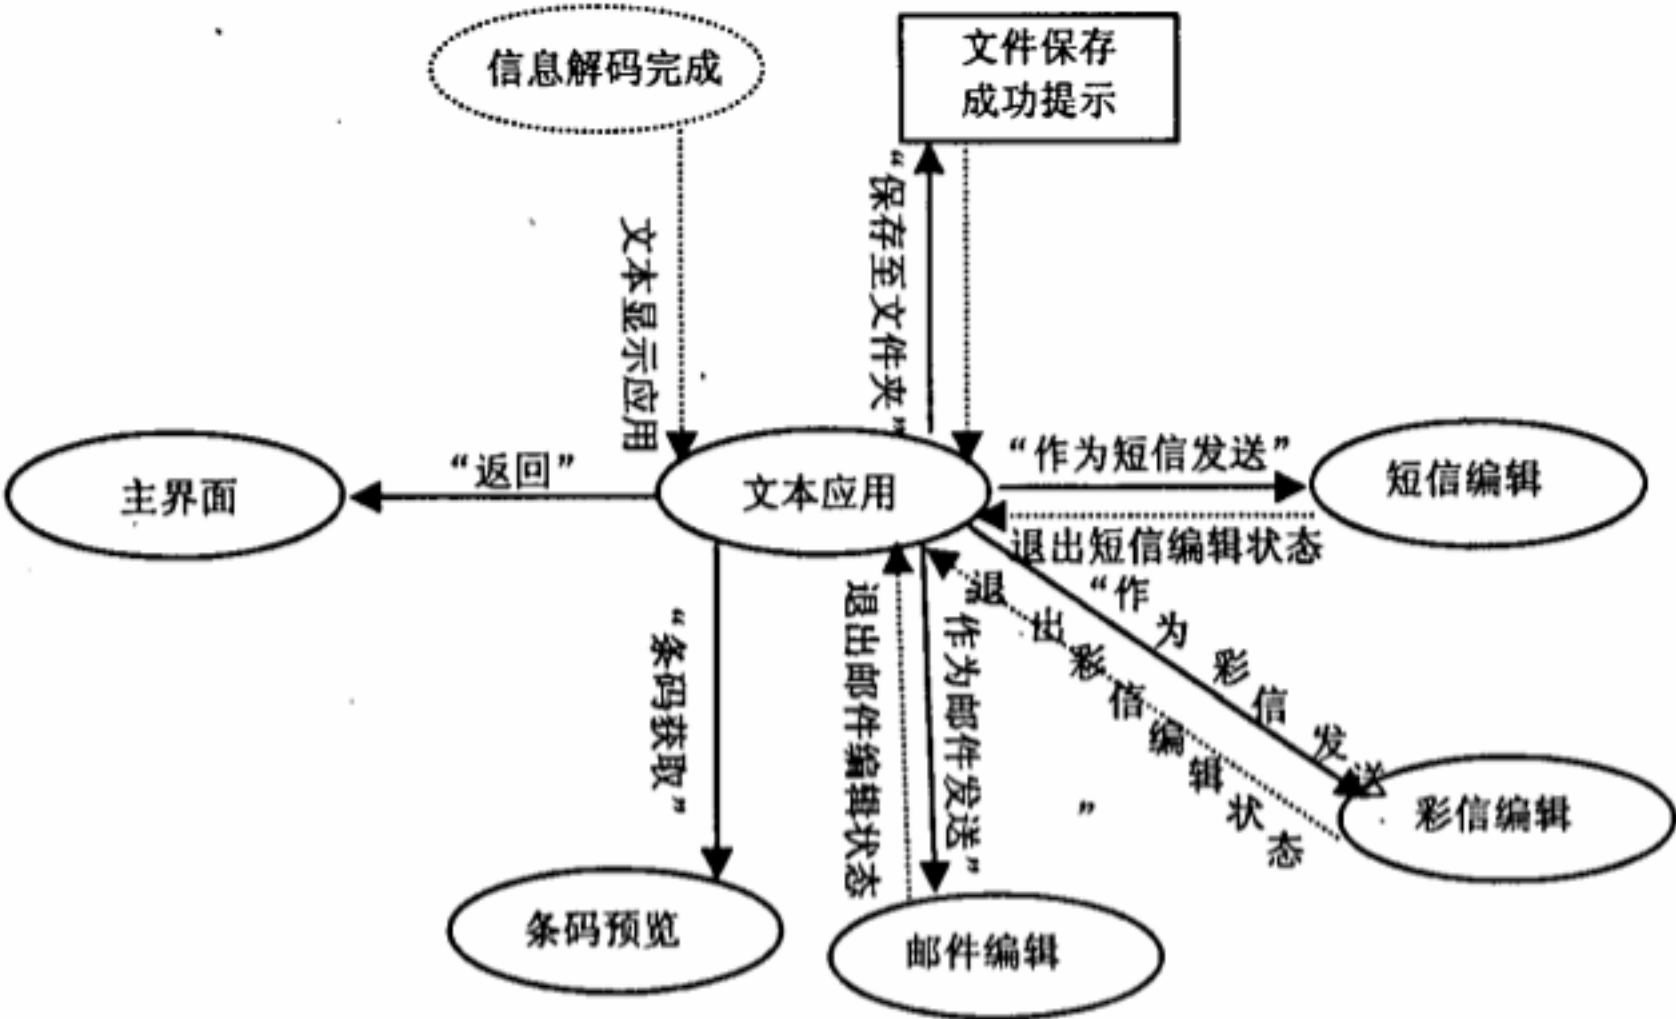 信息解码完成
文件保存
成功提示
文本显示应用
“保存至文件夹”
主界面
“返回”
文本应用
“作为短信发送”
短信编辑
退出短信编辑状态
“作为彩信发送”
退出彩信编辑状态
彩信编辑
“条码获取”
退出邮件编辑状态
“作为邮件发送”
条码预览
邮件编辑